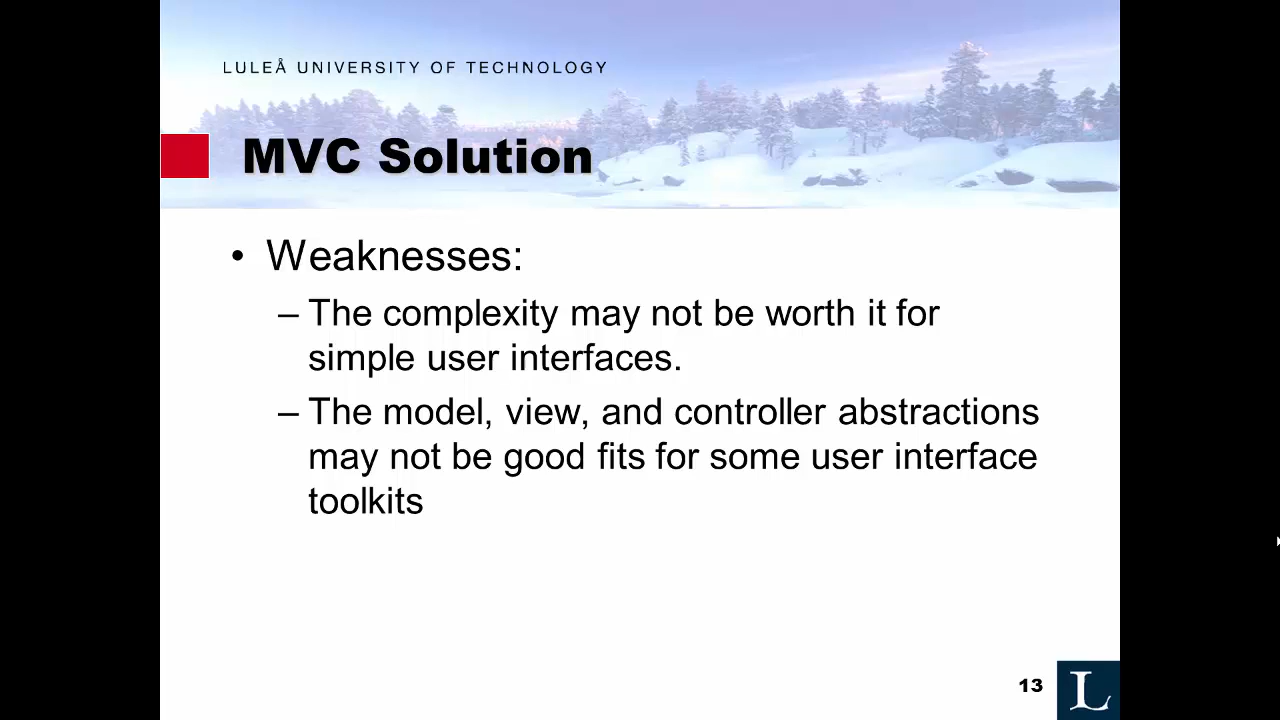 LULEÅ UNIVERSITY OF TECHNOLOGY
MVC Solution
• Weaknesses:
– The complexity may not be worth it for
simple user interfaces.
– The model, view, and controller abstractions
may not be good fits for some user interface
toolkits
13
L